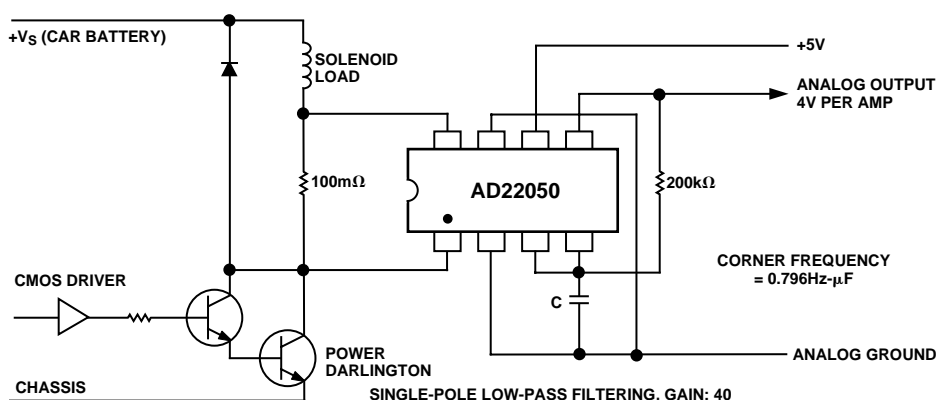 +VS (CAR BATTERY)
SOLENOID
LOAD
+5V
ANALOG OUTPUT
4V PER AMP
100mΩ
AD22050
200kΩ
CORNER FREQUENCY
= 0.796Hz-μF
CMOS DRIVER
C
POWER
DARLINGTON
ANALOG GROUND
CHASSIS
SINGLE-POLE LOW-PASS FILTERING, GAIN: 40